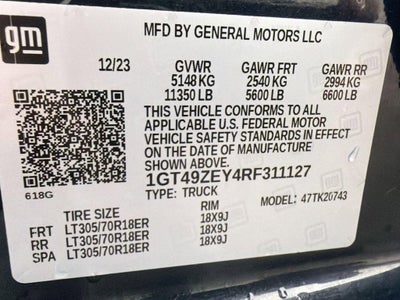 gm
MFD BY GENERAL MOTORS LLC
12/23 GVWR GAWR FRT GAWR RR
5148 KG 2540 KG 2994 KG
11350 LB 5600 LB 6600 LB
THIS VEHICLE CONFORMS TO ALL
APPLICABLE U.S. FEDERAL MOTOR
VEHICLE SAFETY STANDARDS IN EFFECT
ON THE DATE OF MANUFACTURE
SHOWN ABOVE.
618G 1GT49ZEY4RF311127
TYPE: TRUCK MODEL: 47TK20743
TIRE SIZE RIM
FRT LT305/70R18ER 18X9J
RR LT305/70R18ER 18X9J
SPA LT305/70R18ER 18X9J